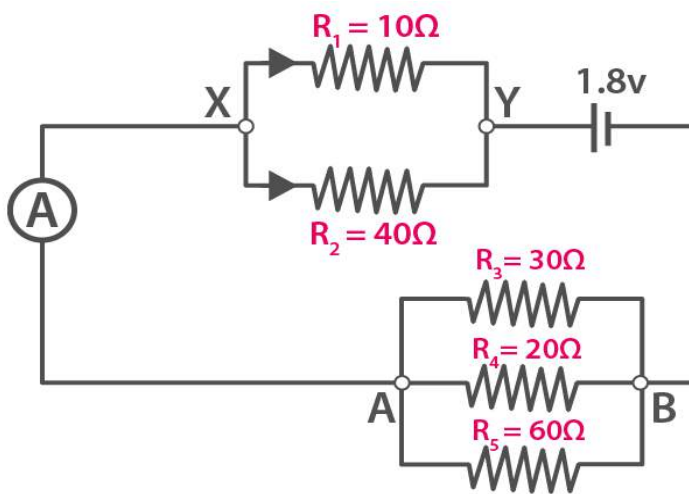 R₁ = 10Ω
1.8v
X
Y
A
R₂ = 40Ω
R₃ = 30Ω
R₄ = 20Ω
A
B
R₅ = 60Ω